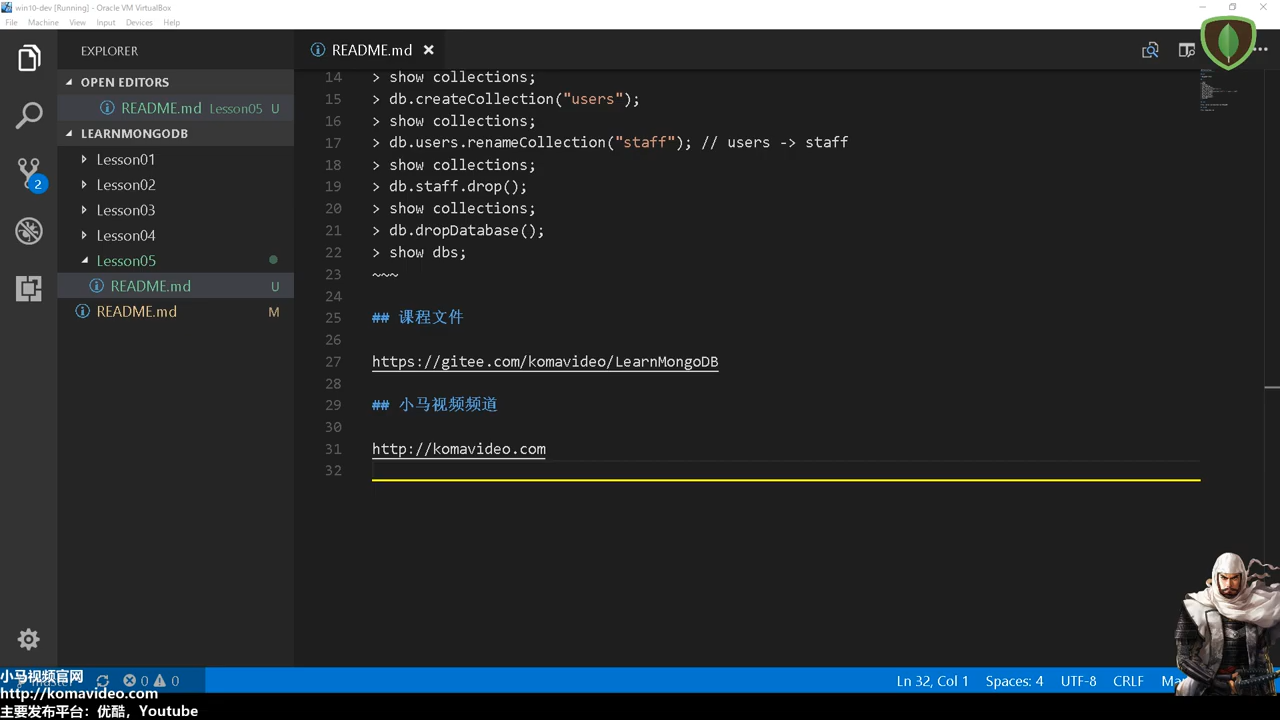 win10-dev [Running] - Oracle VM VirtualBox
File Machine View Input Devices Help
EXPLORER
OPEN EDITORS
README.md Lesson05 U
LEARNMONGODB
Lesson01
Lesson02
Lesson03
Lesson04
Lesson05
README.md U
README.md M
2
README.md
14 > show collections;
15 > db.createCollection("users");
16 > show collections;
17 > db.users.renameCollection("staff"); // users -> staff
18 > show collections;
19 > db.staff.drop();
20 > show collections;
21 > db.dropDatabase();
22 > show dbs;
23 ~~~
24
25 ## 课程文件
26
27 https://gitee.com/komavideo/LearnMongoDB
28
29 ## 小马视频频道
30
31 http://komavideo.com
32
0 0 Ln 32, Col 1 Spaces: 4 UTF-8 CRLF
小马视频官网
http://komavideo.com
主要发布平台：优酷，Youtube